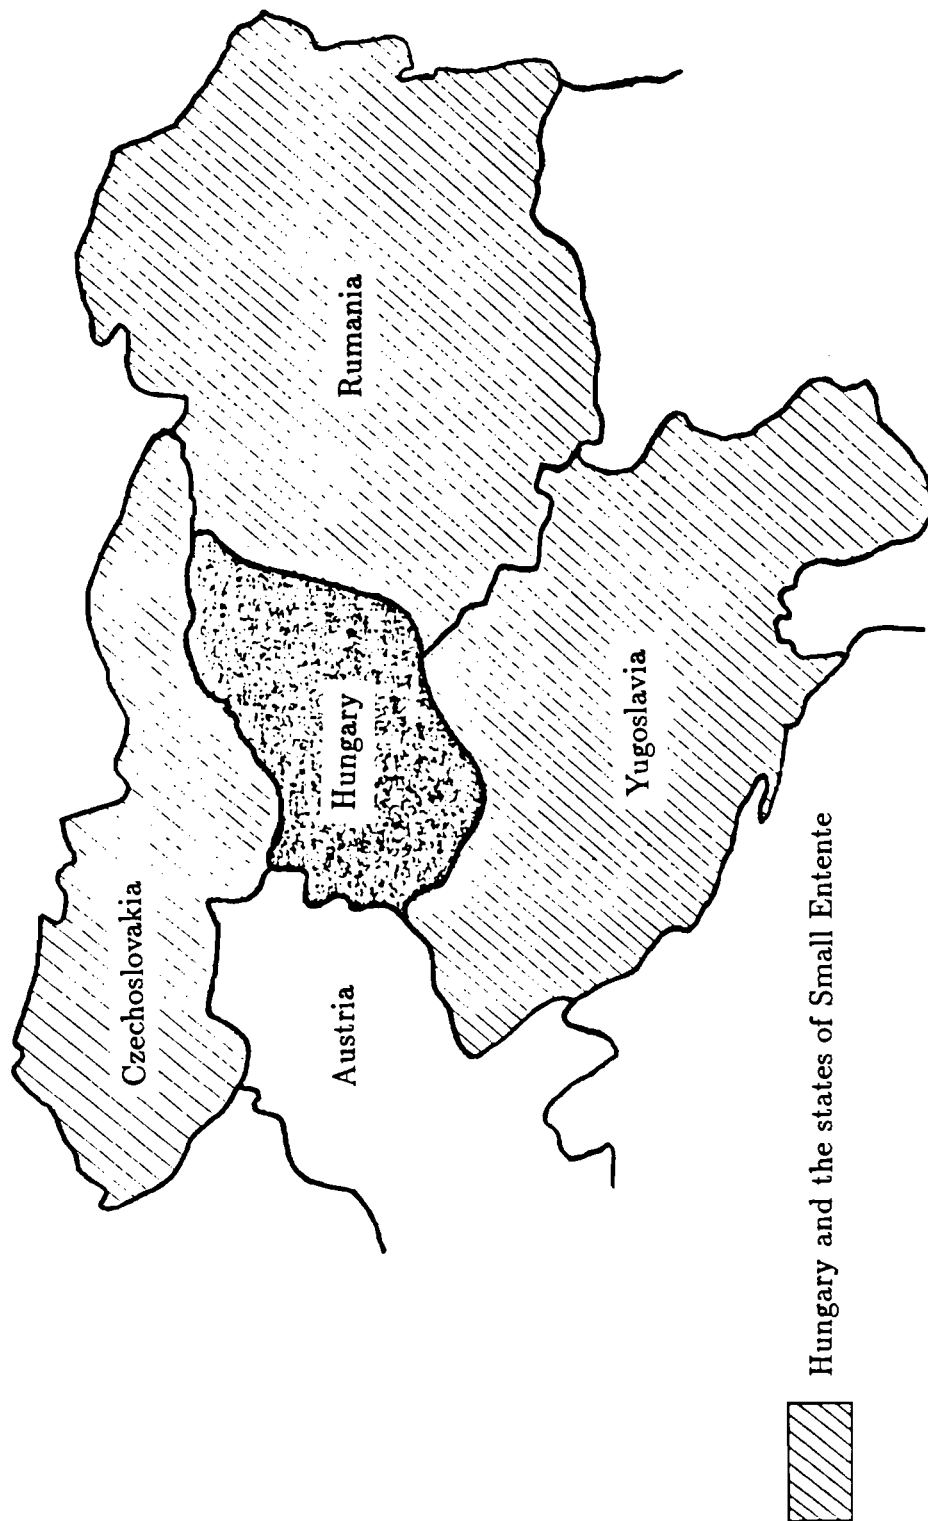 Czechoslovakia
Rumania
Hungary
Austria
Yugoslavia
Hungary and the states of Small Entente